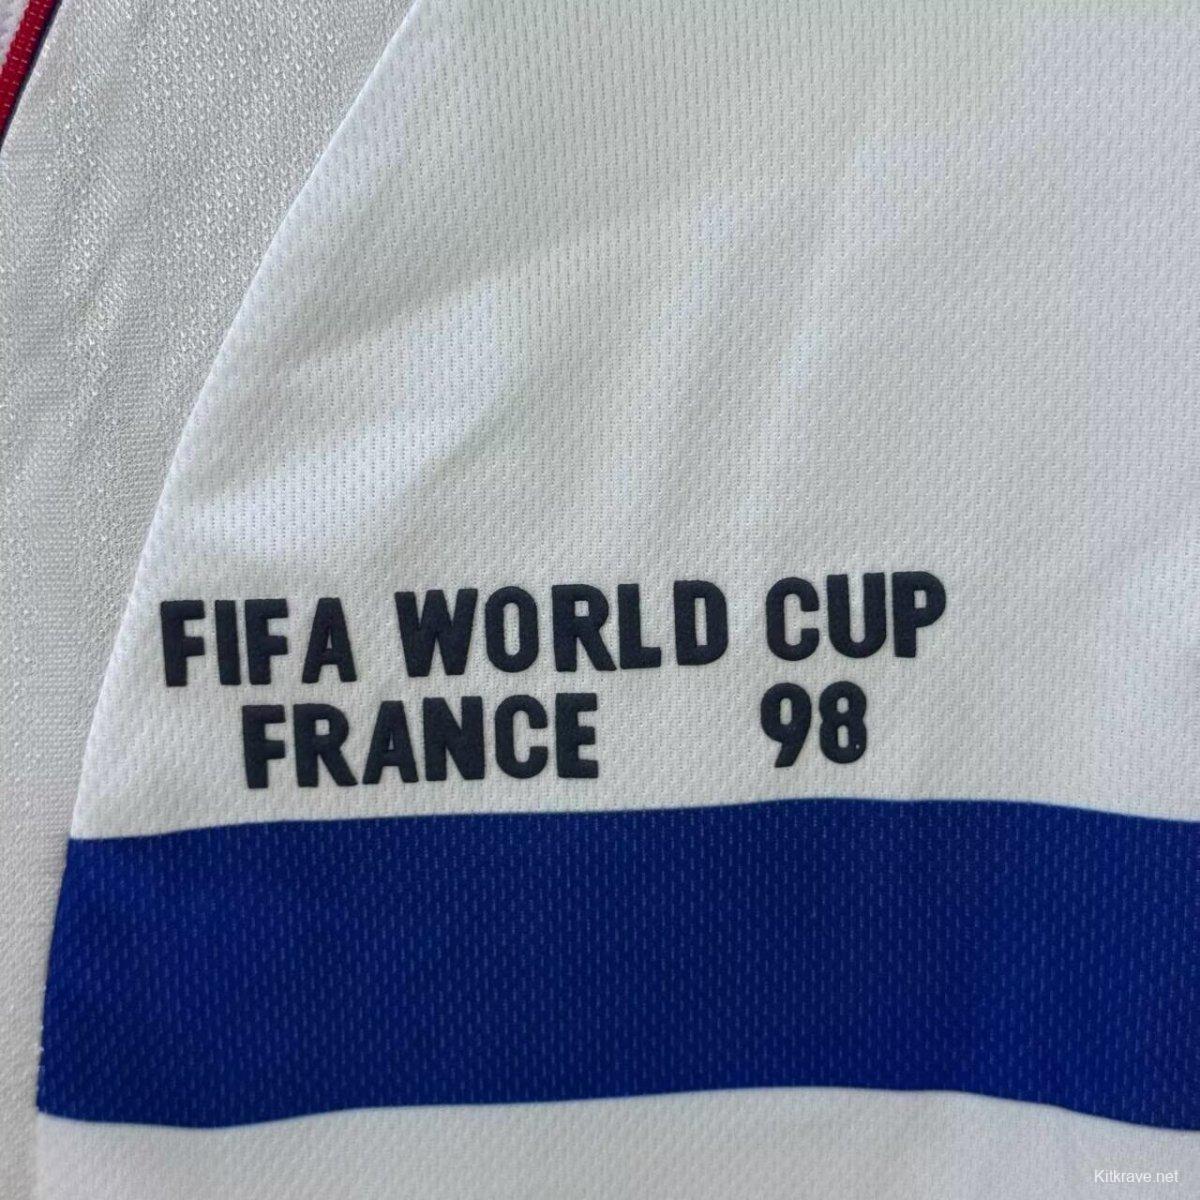 FIFA WORLD CUP
FRANCE 98
Kitkrave.net